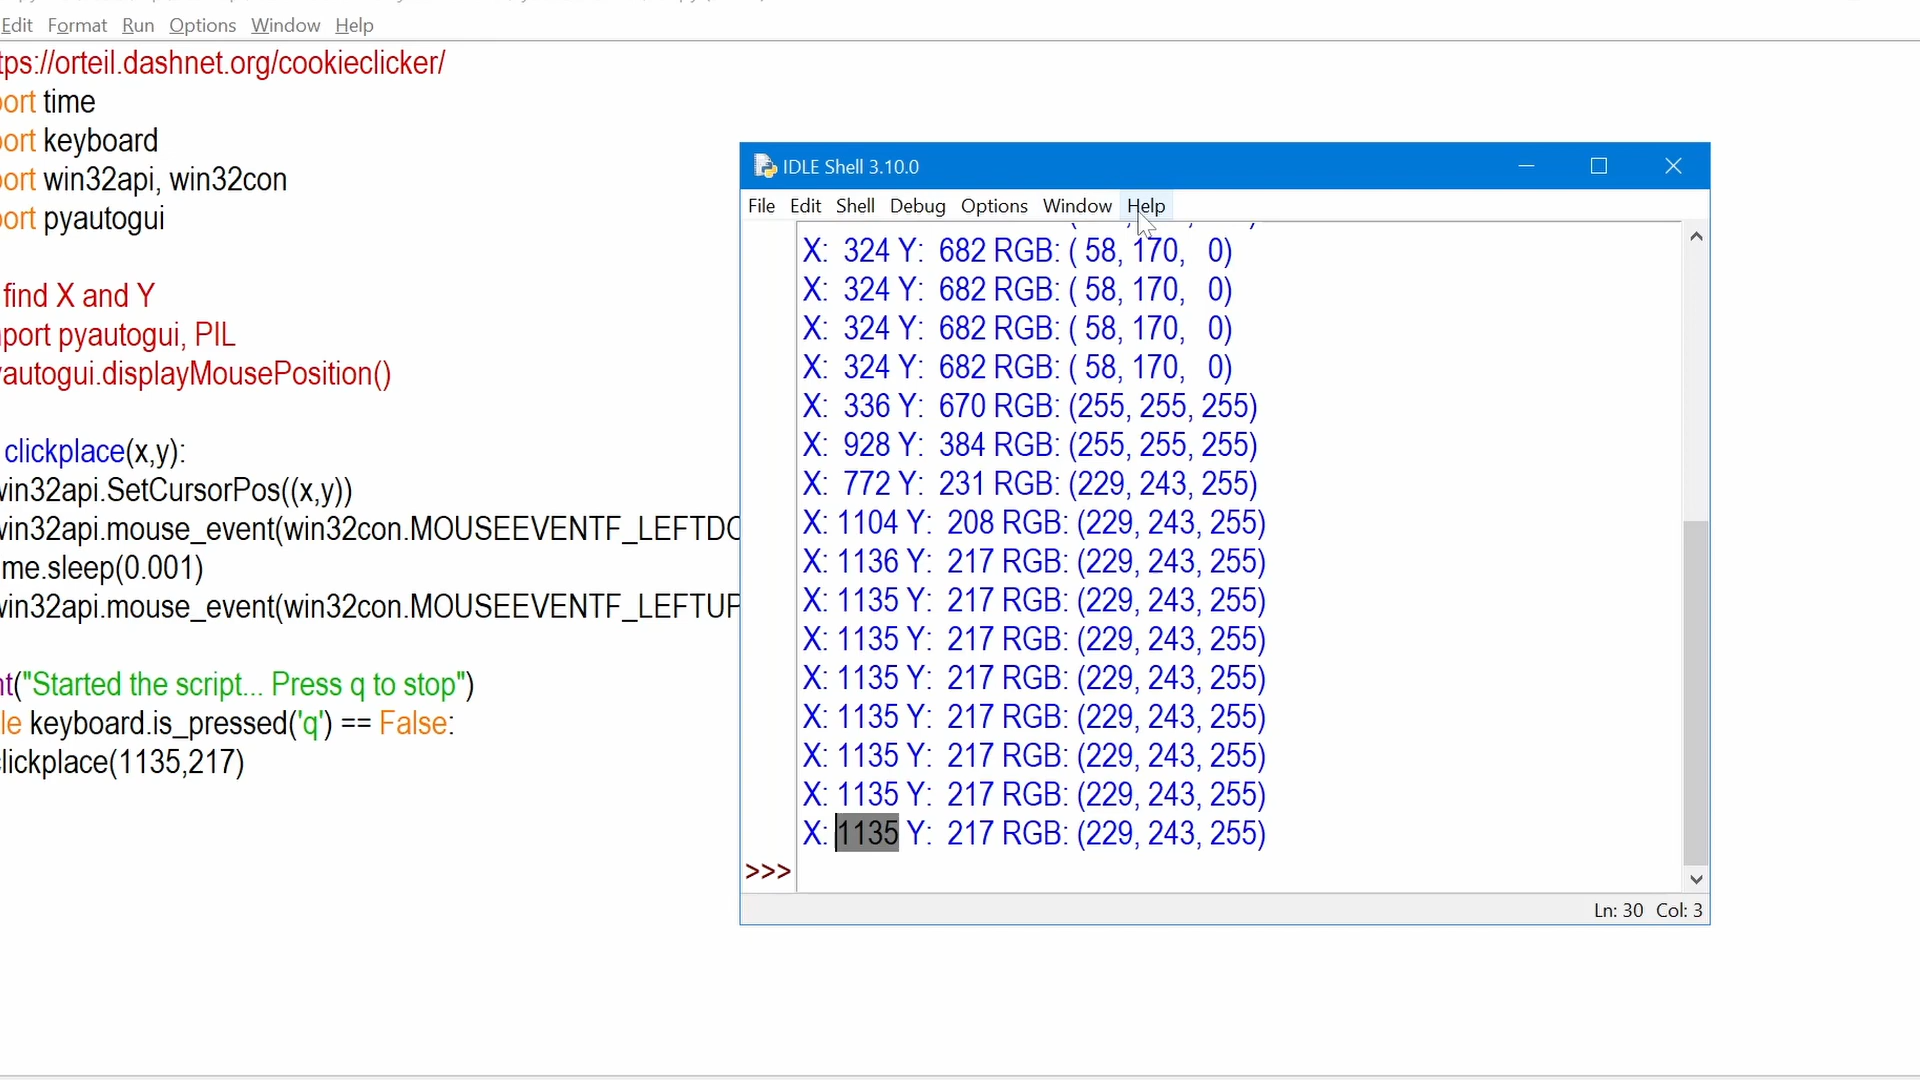 Edit Format Run Options Window Help
tps://orteil.dashnet.org/cookieclicker/
ort time
ort keyboard
ort win32api, win32con
ort pyautogui
find X and Y
port pyautogui, PIL
autogui.displayMousePosition()
clickplace(x,y):
win32api.SetCursorPos((x,y))
win32api.mouse_event(win32con.MOUSEEVENTF_LEFTDO
me.sleep(0.001)
win32api.mouse_event(win32con.MOUSEEVENTF_LEFTUP
nt("Started the script... Press q to stop")
le keyboard.is_pressed('q') == False:
lickplace(1135,217)
IDLE Shell 3.10.0
File Edit Shell Debug Options Window Help
X: 324 Y: 682 RGB: ( 58, 170, 0)
X: 324 Y: 682 RGB: ( 58, 170, 0)
X: 324 Y: 682 RGB: ( 58, 170, 0)
X: 324 Y: 682 RGB: ( 58, 170, 0)
X: 336 Y: 670 RGB: (255, 255, 255)
X: 928 Y: 384 RGB: (255, 255, 255)
X: 772 Y: 231 RGB: (229, 243, 255)
X: 1104 Y: 208 RGB: (229, 243, 255)
X: 1136 Y: 217 RGB: (229, 243, 255)
X: 1135 Y: 217 RGB: (229, 243, 255)
X: 1135 Y: 217 RGB: (229, 243, 255)
X: 1135 Y: 217 RGB: (229, 243, 255)
X: 1135 Y: 217 RGB: (229, 243, 255)
X: 1135 Y: 217 RGB: (229, 243, 255)
X: 1135 Y: 217 RGB: (229, 243, 255)
X: 1135 Y: 217 RGB: (229, 243, 255)
>>>
Ln: 30 Col: 3